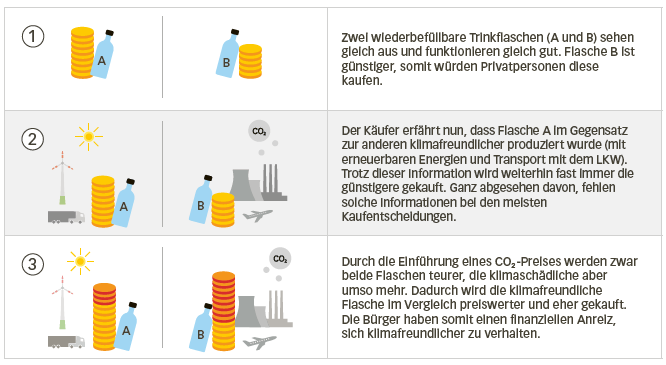 1
A
B
Zwei wiederbefüllbare Trinkflaschen (A und B) sehen
gleich aus und funktionieren gleich gut. Flasche B ist
günstiger, somit würden Privatpersonen diese
kaufen.
2
A
B
CO₂
Der Käufer erfährt nun, dass Flasche A im Gegensatz
zur anderen klimafreundlicher produziert wurde (mit
erneuerbaren Energien und Transport mit dem LKW).
Trotz dieser Information wird weiterhin fast immer die
günstigere gekauft. Ganz abgesehen davon, fehlen
solche Informationen bei den meisten
Kaufentscheidungen.
3
A
B
CO₂
Durch die Einführung eines CO₂-Preises werden zwar
beide Flaschen teurer, die klimaschädliche aber
umso mehr. Dadurch wird die klimafreundliche
Flasche im Vergleich preiswerter und eher gekauft.
Die Bürger haben somit einen finanziellen Anreiz,
sich klimafreundlicher zu verhalten.